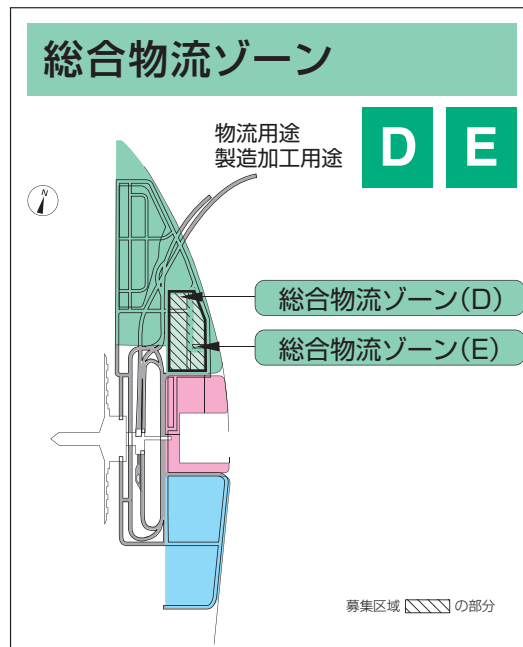 総合物流ゾーン
物流用途
製造加工用途
D E
N
総合物流ゾーン(D)
総合物流ゾーン(E)
募集区域 の部分